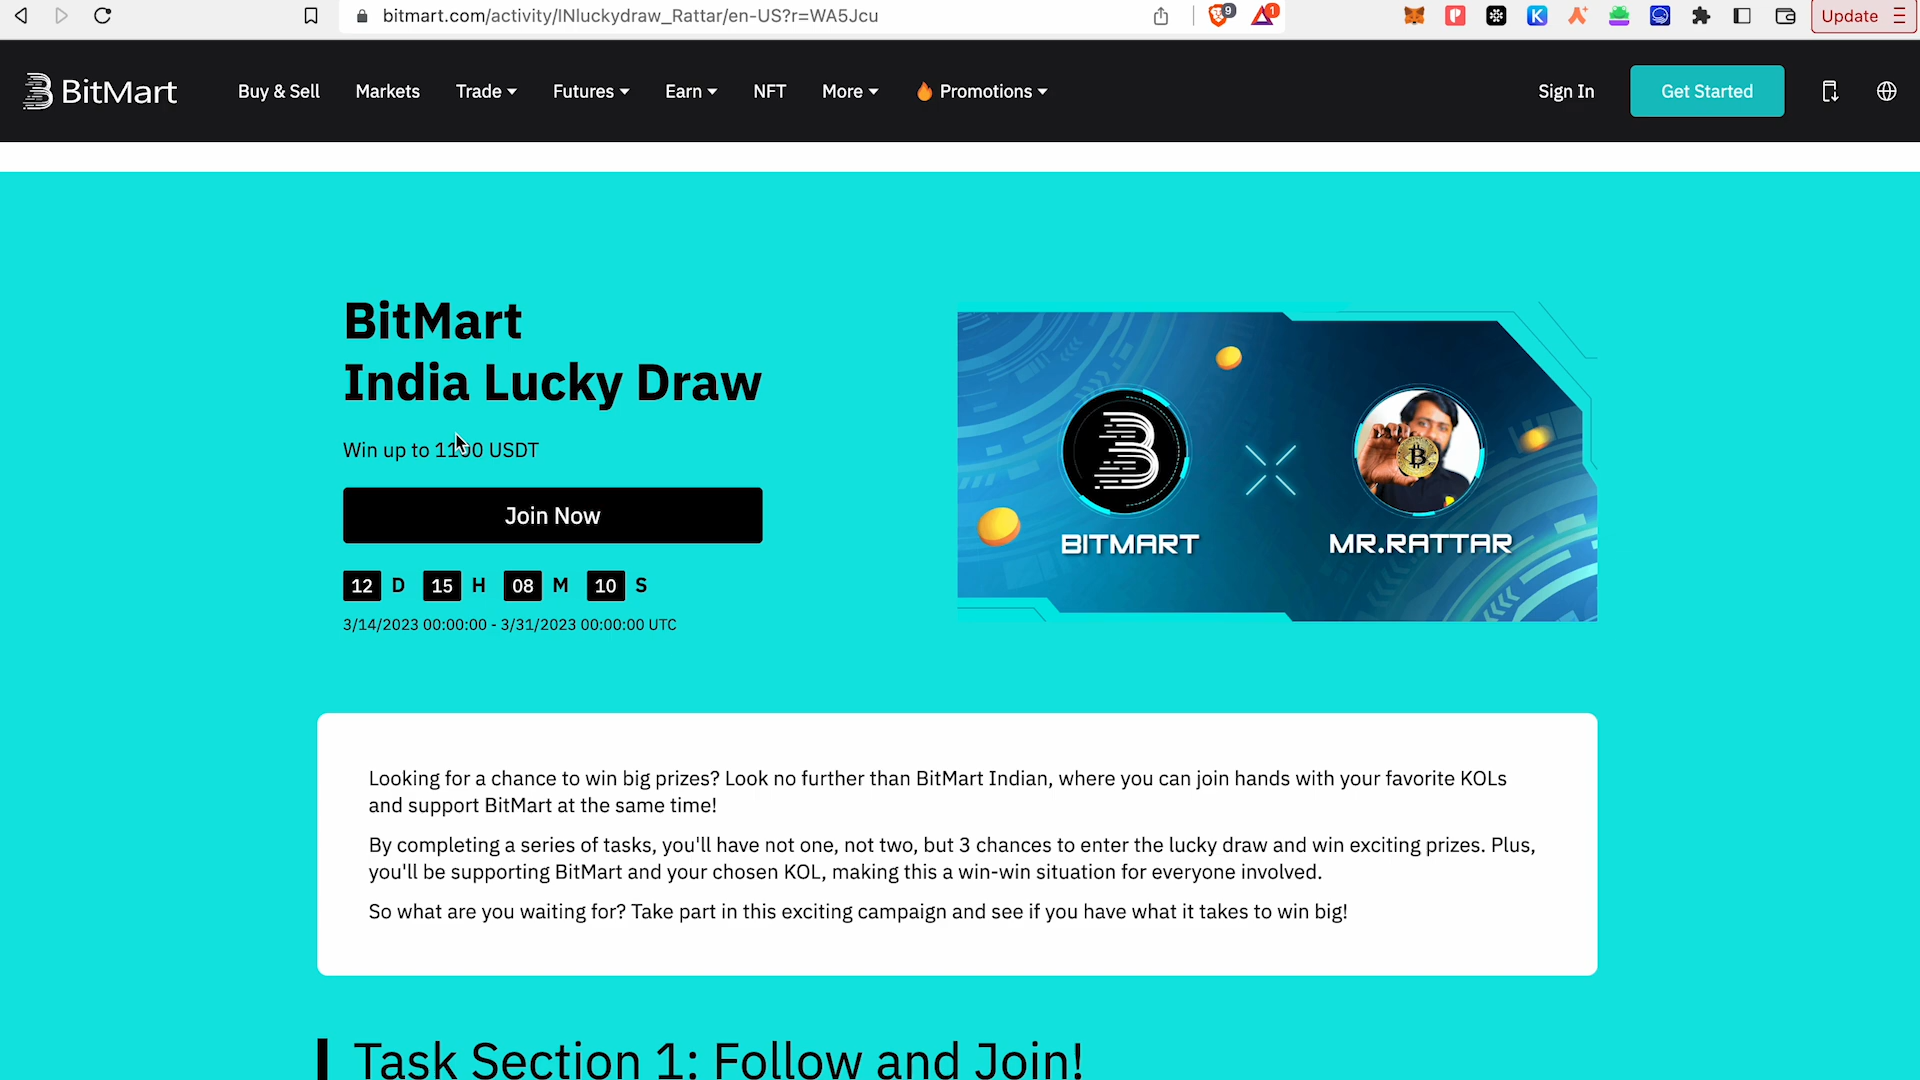 bitmart.com/activity/INluckydraw_Rattar/en-US?r=WA5Jcu
9
1
Update
BitMart
Buy & Sell
Markets
Trade
Futures
Earn
NFT
More
Promotions
Sign In
Get Started
BitMart
India Lucky Draw
Win up to USDT
Join Now
12 D 15 H 08 M 10 S
3/14/2023 00:00:00 - 3/31/2023 00:00:00 UTC
BITMART
MR.RATTAR
Looking for a chance to win big prizes? Look no further than BitMart Indian, where you can join hands with your favorite KOLs
and support BitMart at the same time!
By completing a series of tasks, you'll have not one, not two, but 3 chances to enter the lucky draw and win exciting prizes. Plus,
you'll be supporting BitMart and your chosen KOL, making this a win-win situation for everyone involved.
So what are you waiting for? Take part in this exciting campaign and see if you have what it takes to win big!
Task Section 1: Follow and Join!